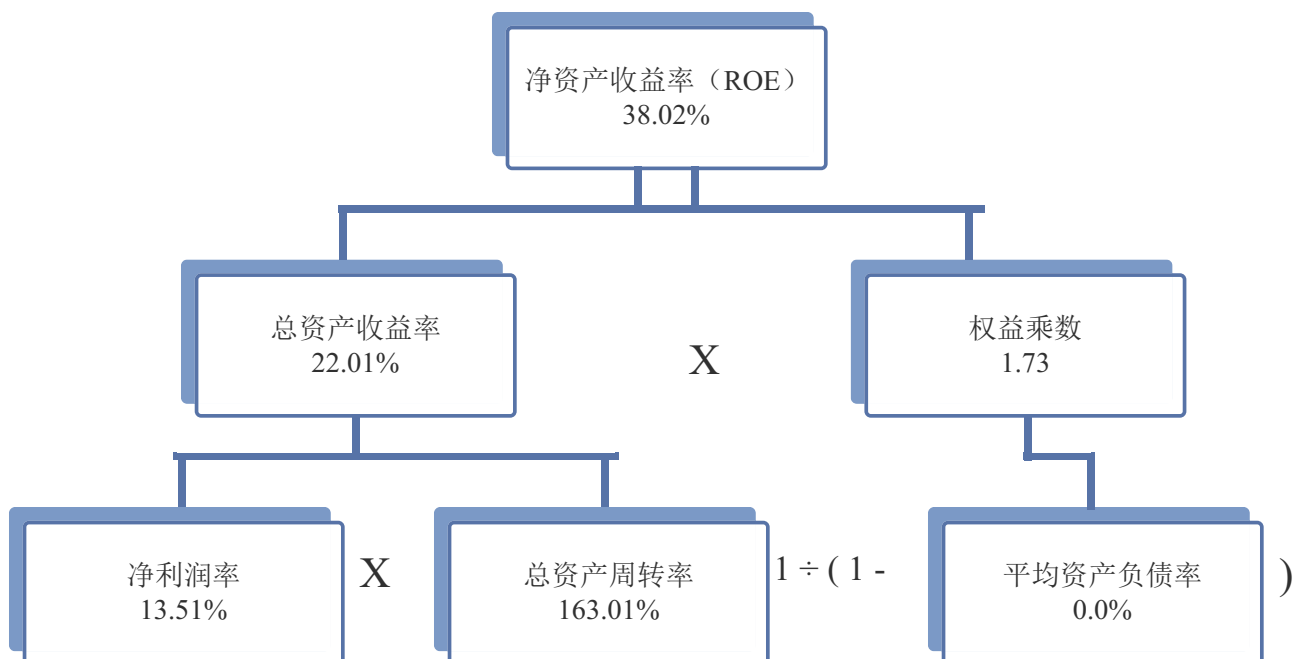 净资产收益率（ROE）
38.02%
总资产收益率
22.01%
X
权益乘数
1.73
净利润率
13.51%
X
总资产周转率
163.01%
1 ÷ ( 1 -
平均资产负债率
0.0%
)